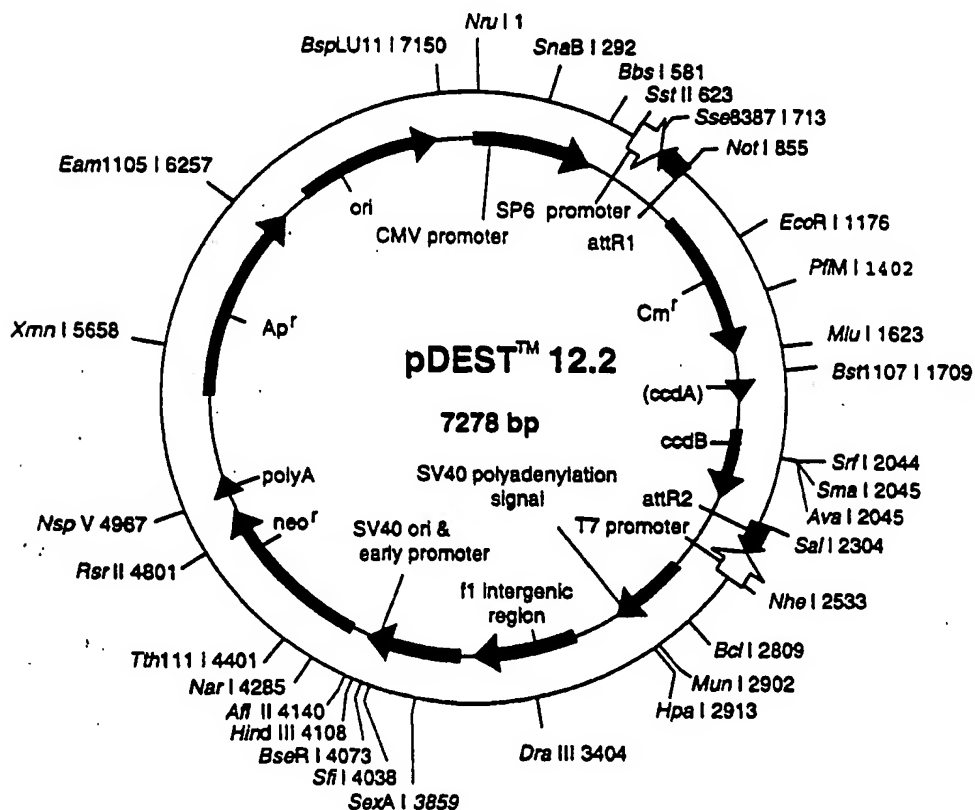 Nru I 1
BspLU11 I 7150
SnaB I 292
Bbs I 581
Sst II 623
Sse8387 I 713
Not I 855
Eam1105 I 6257
ori
CMV promoter
SP6 promoter
attR1
EcoR I 1176
PflM I 1402
Cmr
Xmn I 5658
Apr
pDEST™ 12.2
7278 bp
Mlu I 1623
Bst1107 I 1709
(ccdA)
ccdB
Srf I 2044
Sma I 2045
Ava I 2045
Sal I 2304
polyA
SV40 polyadenylation
signal
attR2
T7 promoter
Nsp V 4967
neor
SV40 ori &
early promoter
Rsr II 4801
f1 intergenic
region
Nhe I 2533
Bcl I 2809
Mun I 2902
Hpa I 2913
Tth111 I 4401
Nar I 4285
Afl II 4140
Hind III 4108
BseR I 4073
Sfi I 4038
SexA I 3859
Dra III 3404